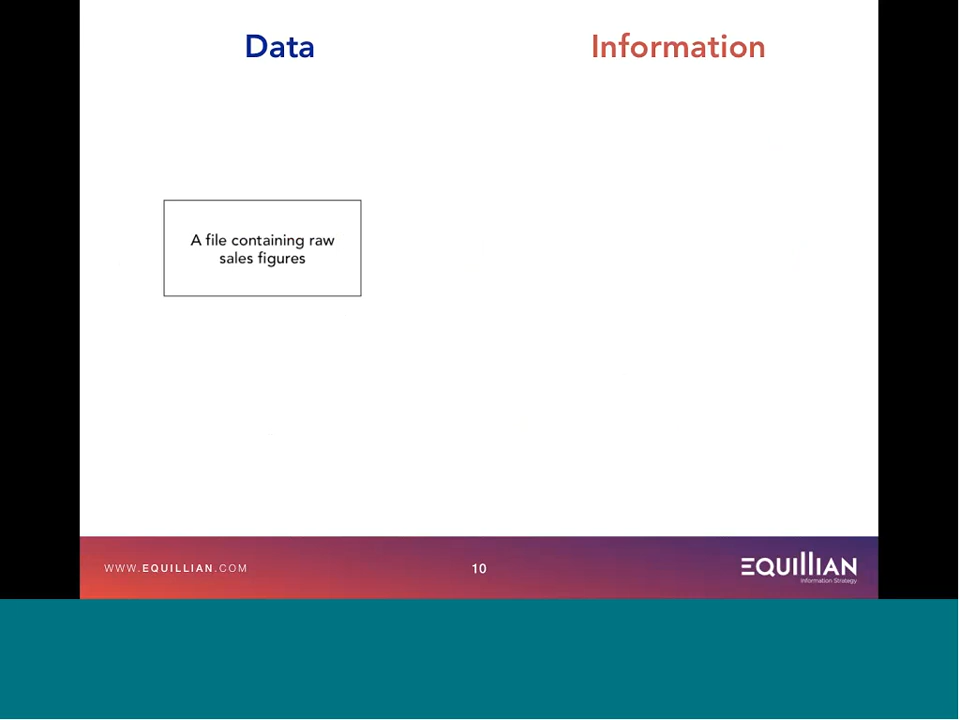 Data
Information
A file containing raw
sales figures
WWW.EQUILLIAN.COM
10
EQUILLIAN
Information Strategy